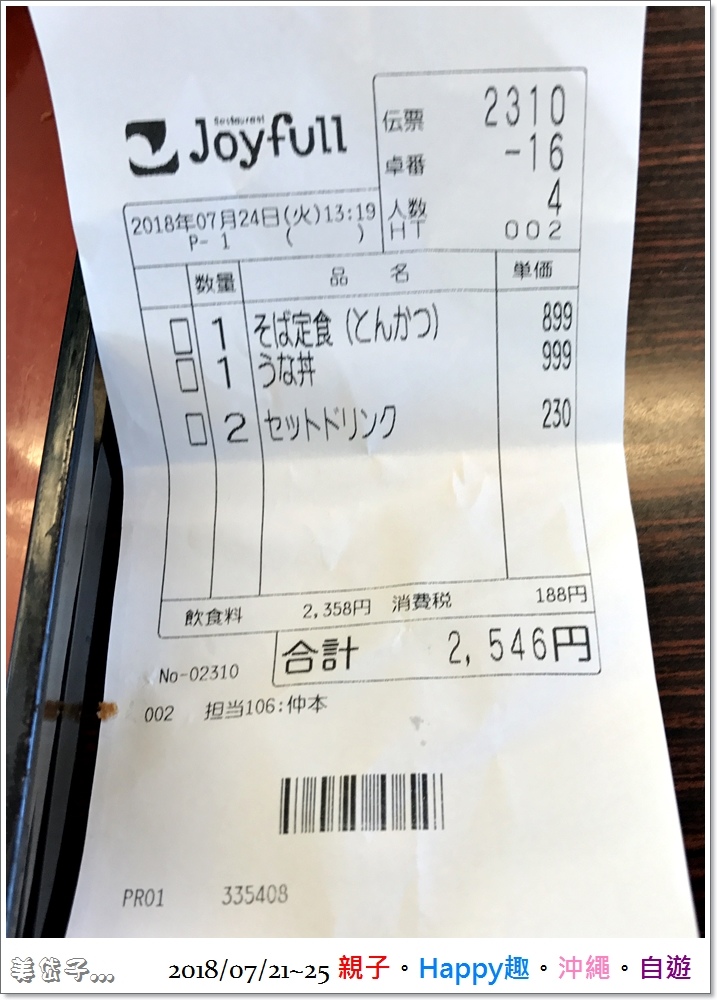 Restaurant
Joyfull
伝票 2310
卓番 -16
人数 4
HT 002
2018年07月24日(火)13:19
P- 1 ( )
数量 品名 単価
1 そば定食(とんかつ) 899
1 うな丼 999
2 セットドリンク 230
飲食料 2,358円 消費税 188円
合計 2,546円
No-02310
002 担当106:仲本
PR01 335408
美岱子... 2018/07/21~25 親子。Happy趣。沖繩。自遊